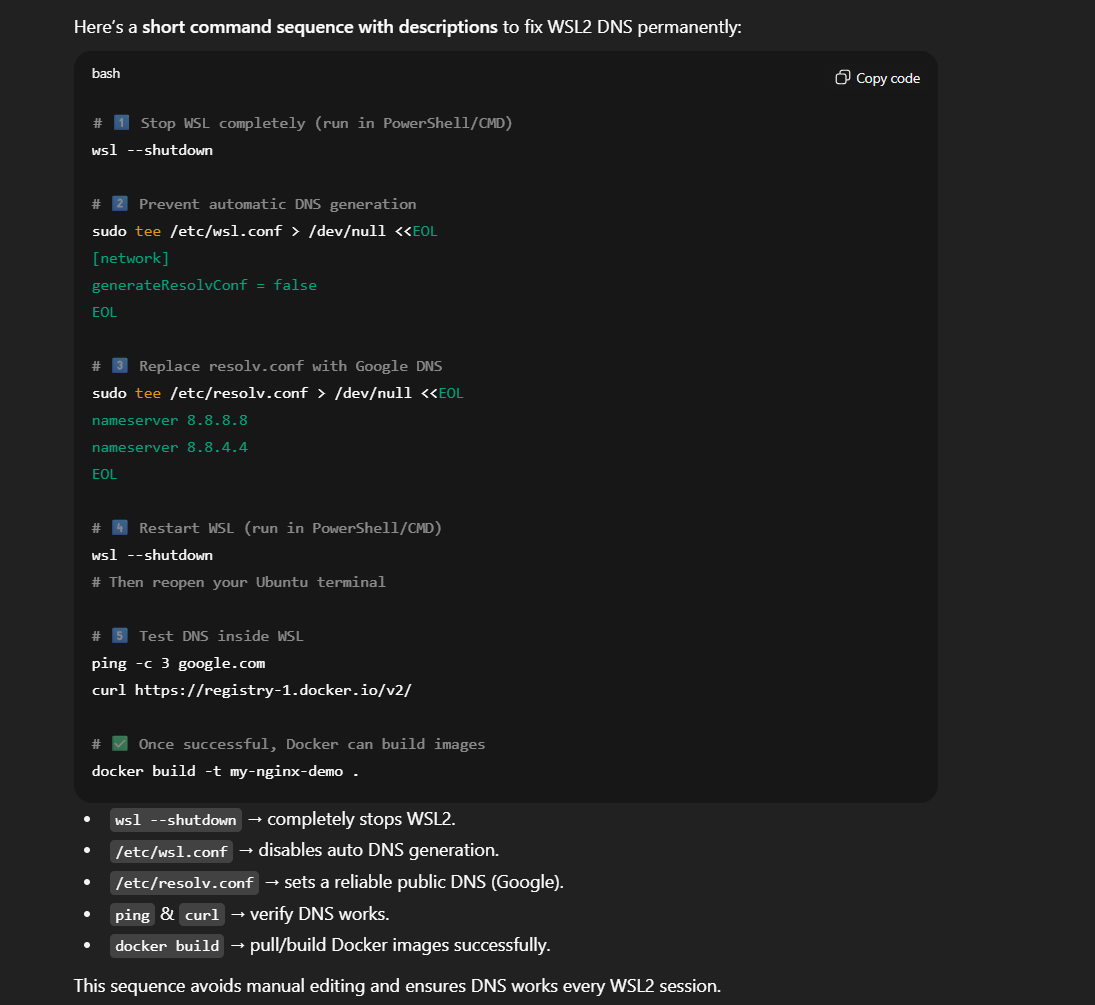 Here's a short command sequence with descriptions to fix WSL2 DNS permanently:
bash
Copy code
# 1️⃣ Stop WSL completely (run in PowerShell/CMD)
wsl --shutdown
# 2️⃣ Prevent automatic DNS generation
sudo tee /etc/wsl.conf > /dev/null <<EOL
[network]
generateResolvConf = false
EOL
# 3️⃣ Replace resolv.conf with Google DNS
sudo tee /etc/resolv.conf > /dev/null <<EOL
nameserver 8.8.8.8
nameserver 8.8.4.4
EOL
# 4️⃣ Restart WSL (run in PowerShell/CMD)
wsl --shutdown
# Then reopen your Ubuntu terminal
# 5️⃣ Test DNS inside WSL
ping -c 3 google.com
curl https://registry-1.docker.io/v2/
# ✅ Once successful, Docker can build images
docker build -t my-nginx-demo .
• wsl --shutdown → completely stops WSL2.
• /etc/wsl.conf → disables auto DNS generation.
• /etc/resolv.conf → sets a reliable public DNS (Google).
• ping & curl → verify DNS works.
• docker build → pull/build Docker images successfully.
This sequence avoids manual editing and ensures DNS works every WSL2 session.